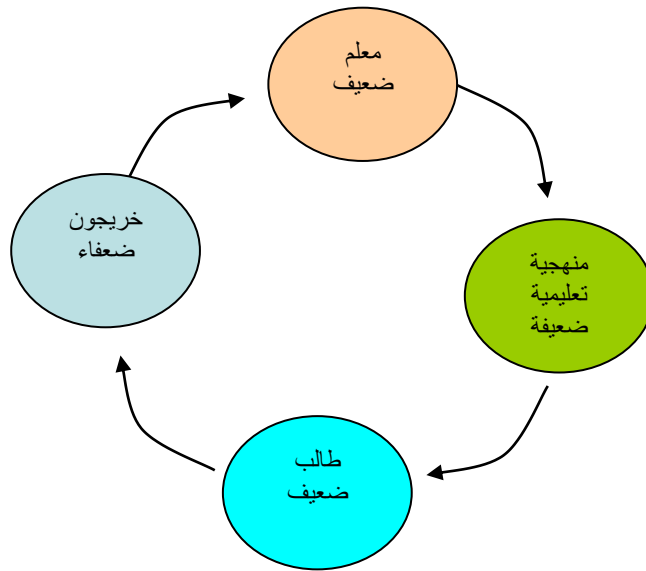 معلم
ضعيف
منهجية
تعليمية
ضعيفة
طالب
ضعيف
خريجون
ضعفاء